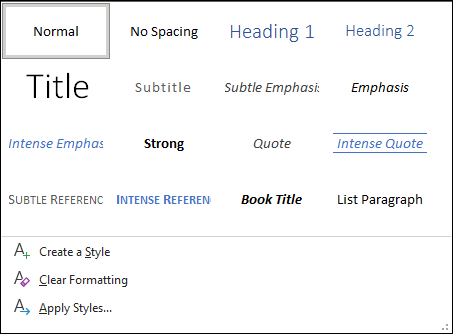 Normal
No Spacing
Heading 1
Heading 2
Title
Subtitle
Subtle Emphasis
Emphasis
Intense Emphas
Strong
Quote
Intense Quote
Subtle Referenc
Intense Referen
Book Title
List Paragraph
Create a Style
Clear Formatting
Apply Styles...